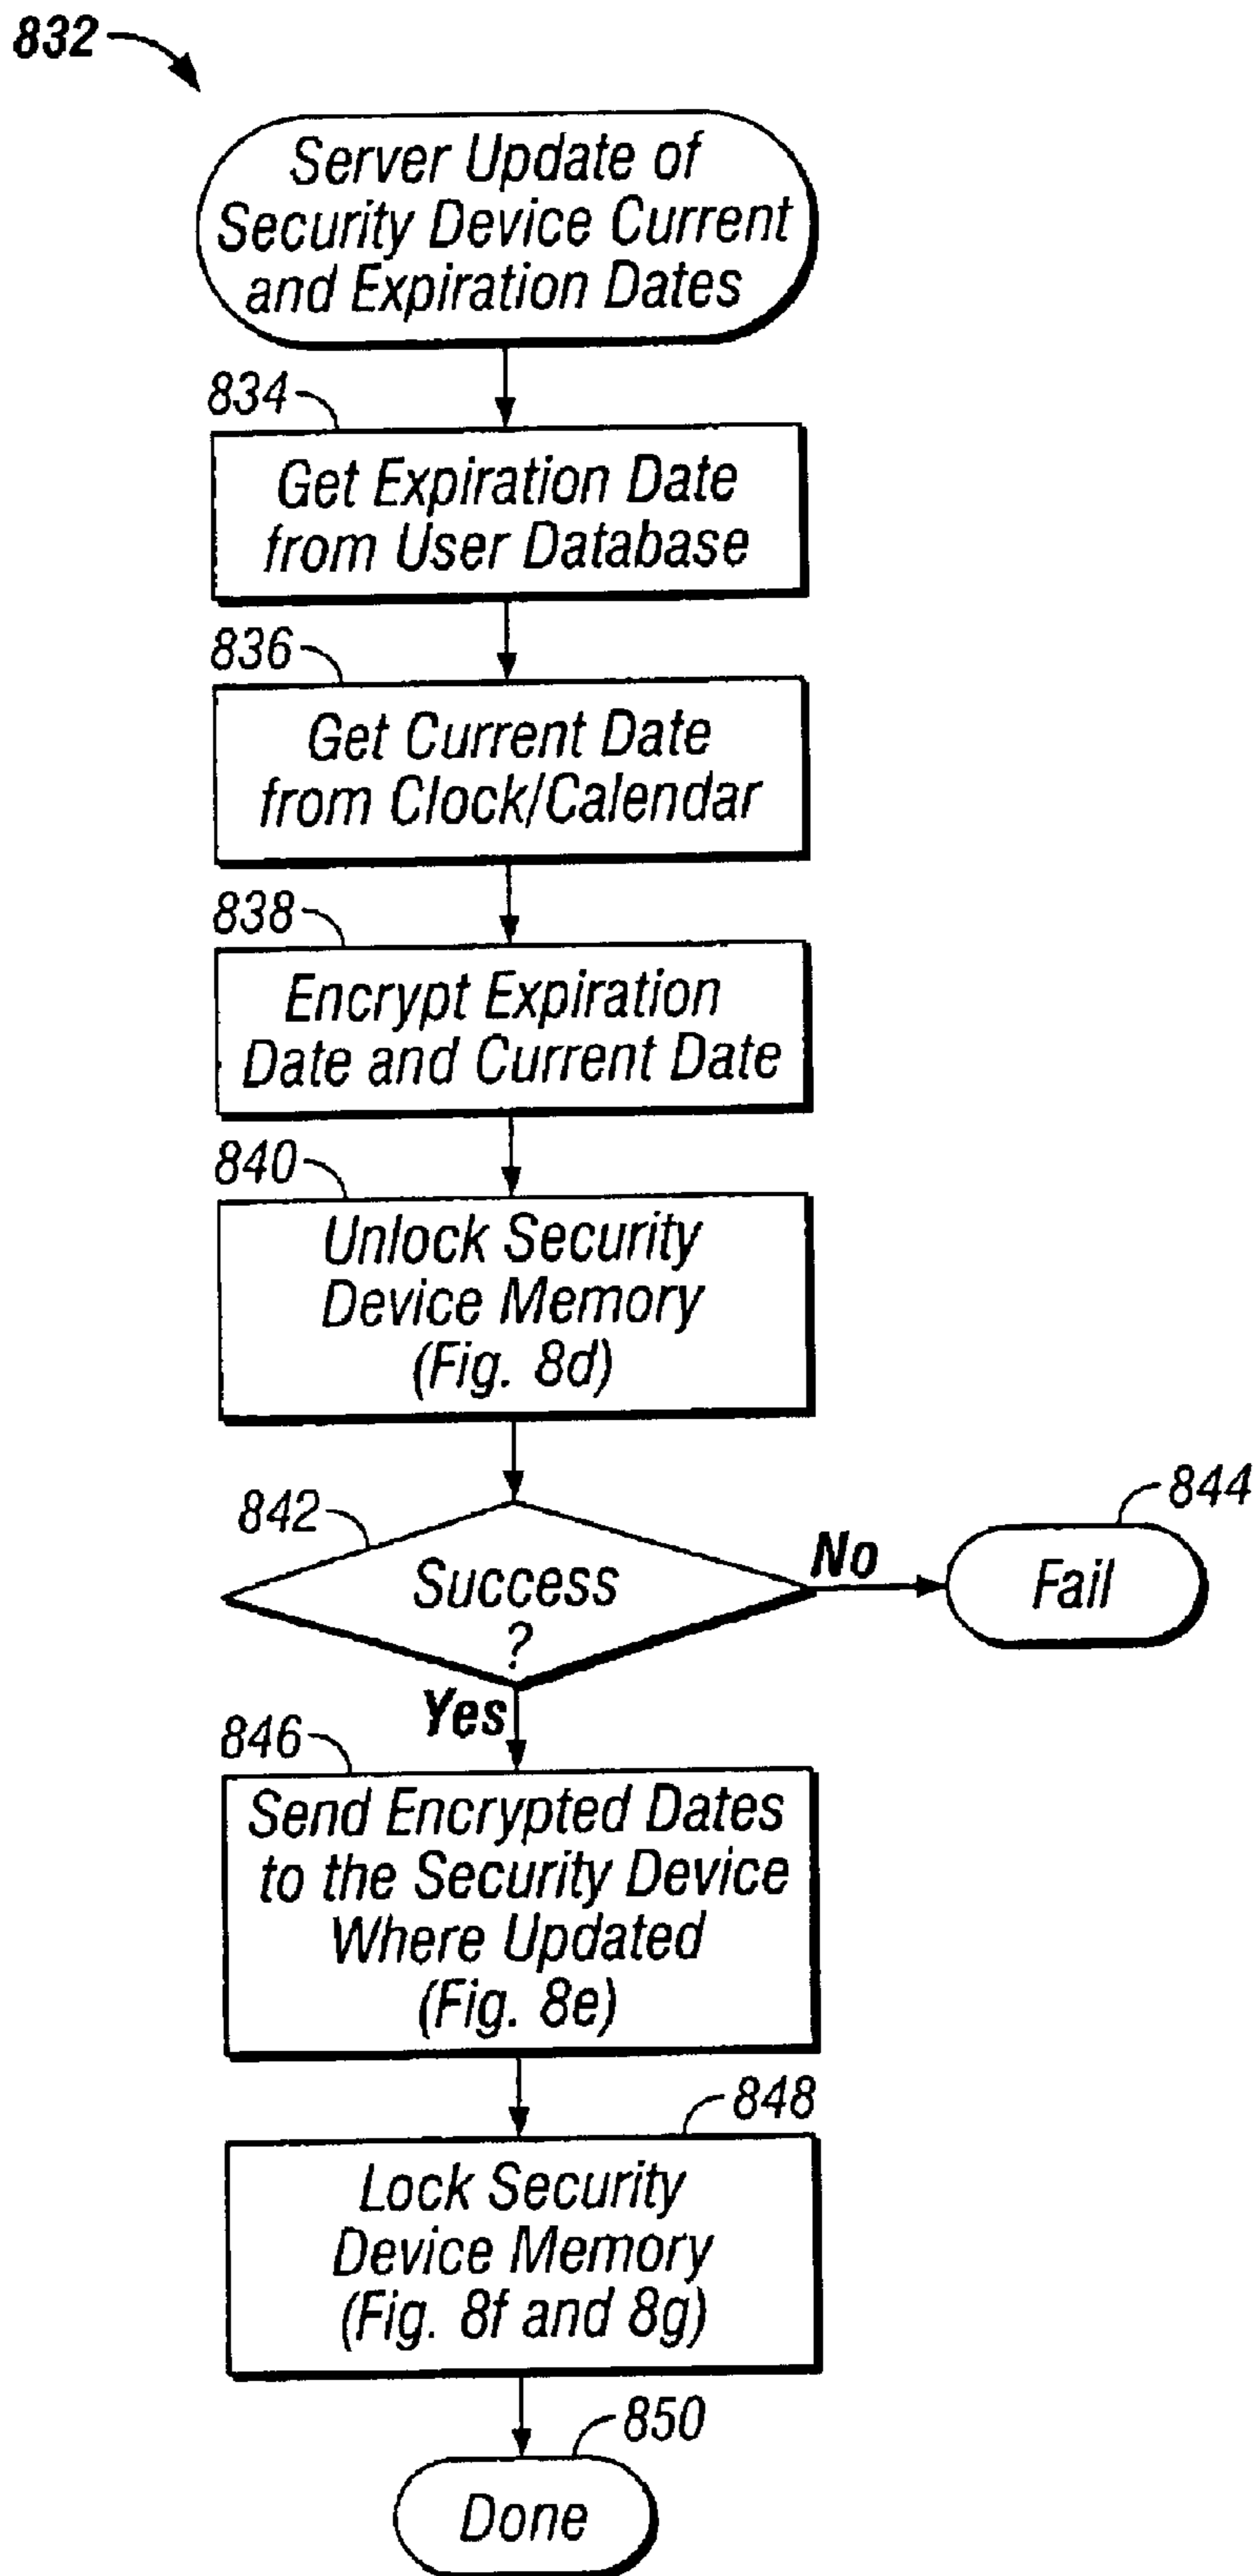 832
Server Update of
Security Device Current
and Expiration Dates
834
Get Expiration Date
from User Database
836
Get Current Date
from Clock/Calendar
838
Encrypt Expiration
Date and Current Date
840
Unlock Security
Device Memory
(Fig. 8d)
842
Success
?
No
844
Fail
Yes
846
Send Encrypted Dates
to the Security Device
Where Updated
(Fig. 8e)
848
Lock Security
Device Memory
(Fig. 8f and 8g)
850
Done